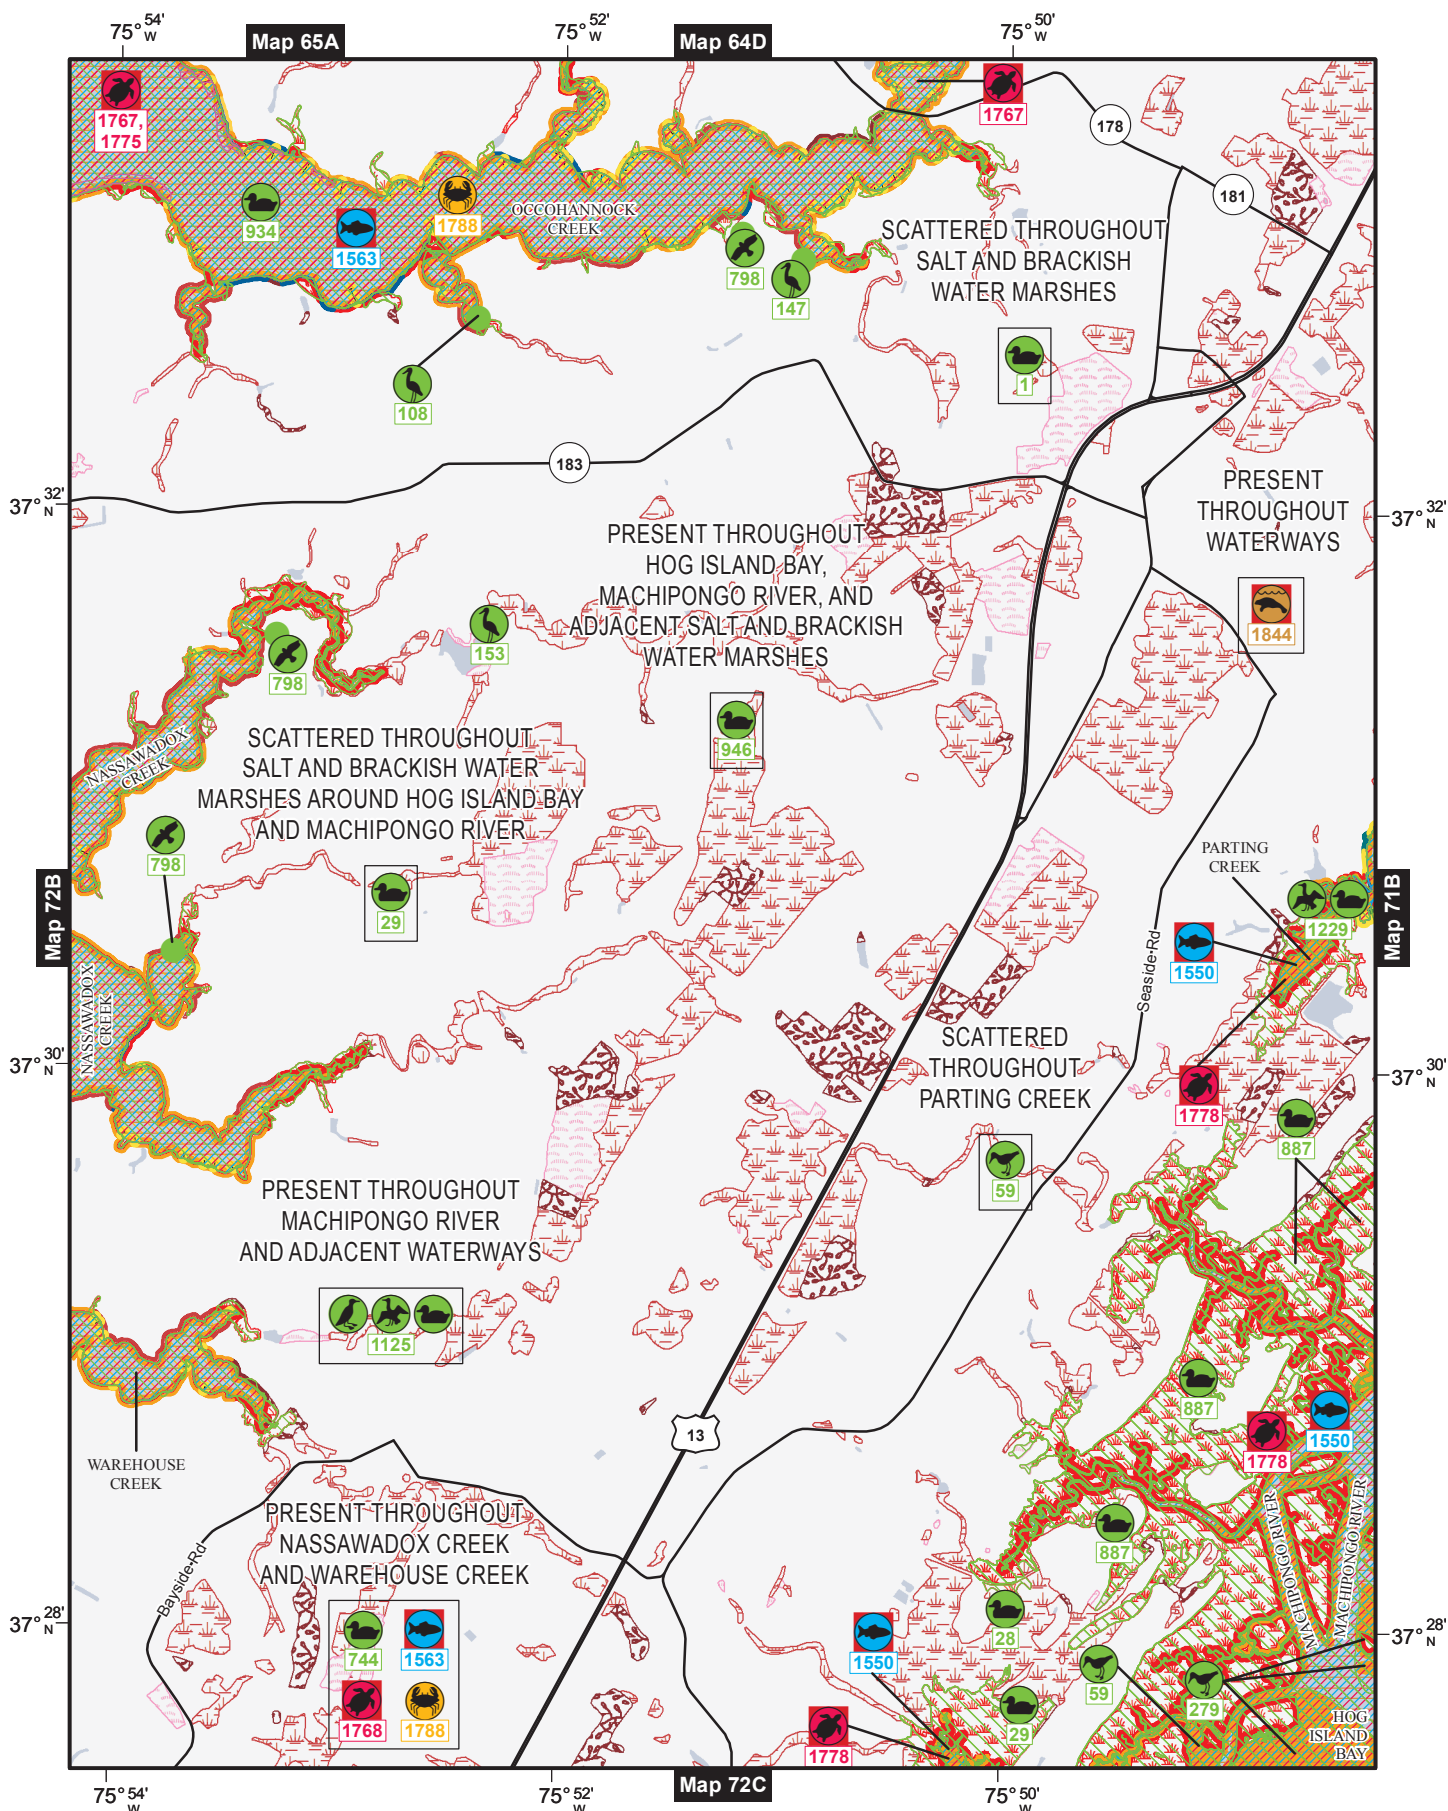 75° 54' W
75° 52' W
75° 50' W
Map 65A
Map 64D
1767,
1775
1767
178
181
934
1563
1788
OCCOHANNOCK
CREEK
798
147
SCATTERED THROUGHOUT
SALT AND BRACKISH
WATER MARSHES
1
108
183
37° 32' N
37° 32' N
PRESENT
THROUGHOUT
WATERWAYS
1844
PRESENT THROUGHOUT
HOG ISLAND BAY,
MACHIPONGO RIVER, AND
ADJACENT SALT AND BRACKISH
WATER MARSHES
946
153
798
NASSAWADOX
CREEK
SCATTERED THROUGHOUT
SALT AND BRACKISH WATER
MARSHES AROUND HOG ISLAND BAY
AND MACHIPONGO RIVER
29
798
Map 72B
Map 71B
PARTING
CREEK
1229
1550
Seaside Rd
NASSAWADOX
CREEK
37° 30' N
37° 30' N
SCATTERED
THROUGHOUT
PARTING CREEK
59
1778
887
PRESENT THROUGHOUT
MACHIPONGO RIVER
AND ADJACENT WATERWAYS
1125
WAREHOUSE
CREEK
13
887
1778
1550
MACHIPONGO RIVER
MACHIPONGO RIVER
PRESENT THROUGHOUT
NASSAWADOX CREEK
AND WAREHOUSE CREEK
744
1563
1768
1788
Bayside Rd
887
28
1550
59
279
29
1778
HOG
ISLAND
BAY
37° 28' N
37° 28' N
Map 72C
75° 54' W
75° 52' W
75° 50' W